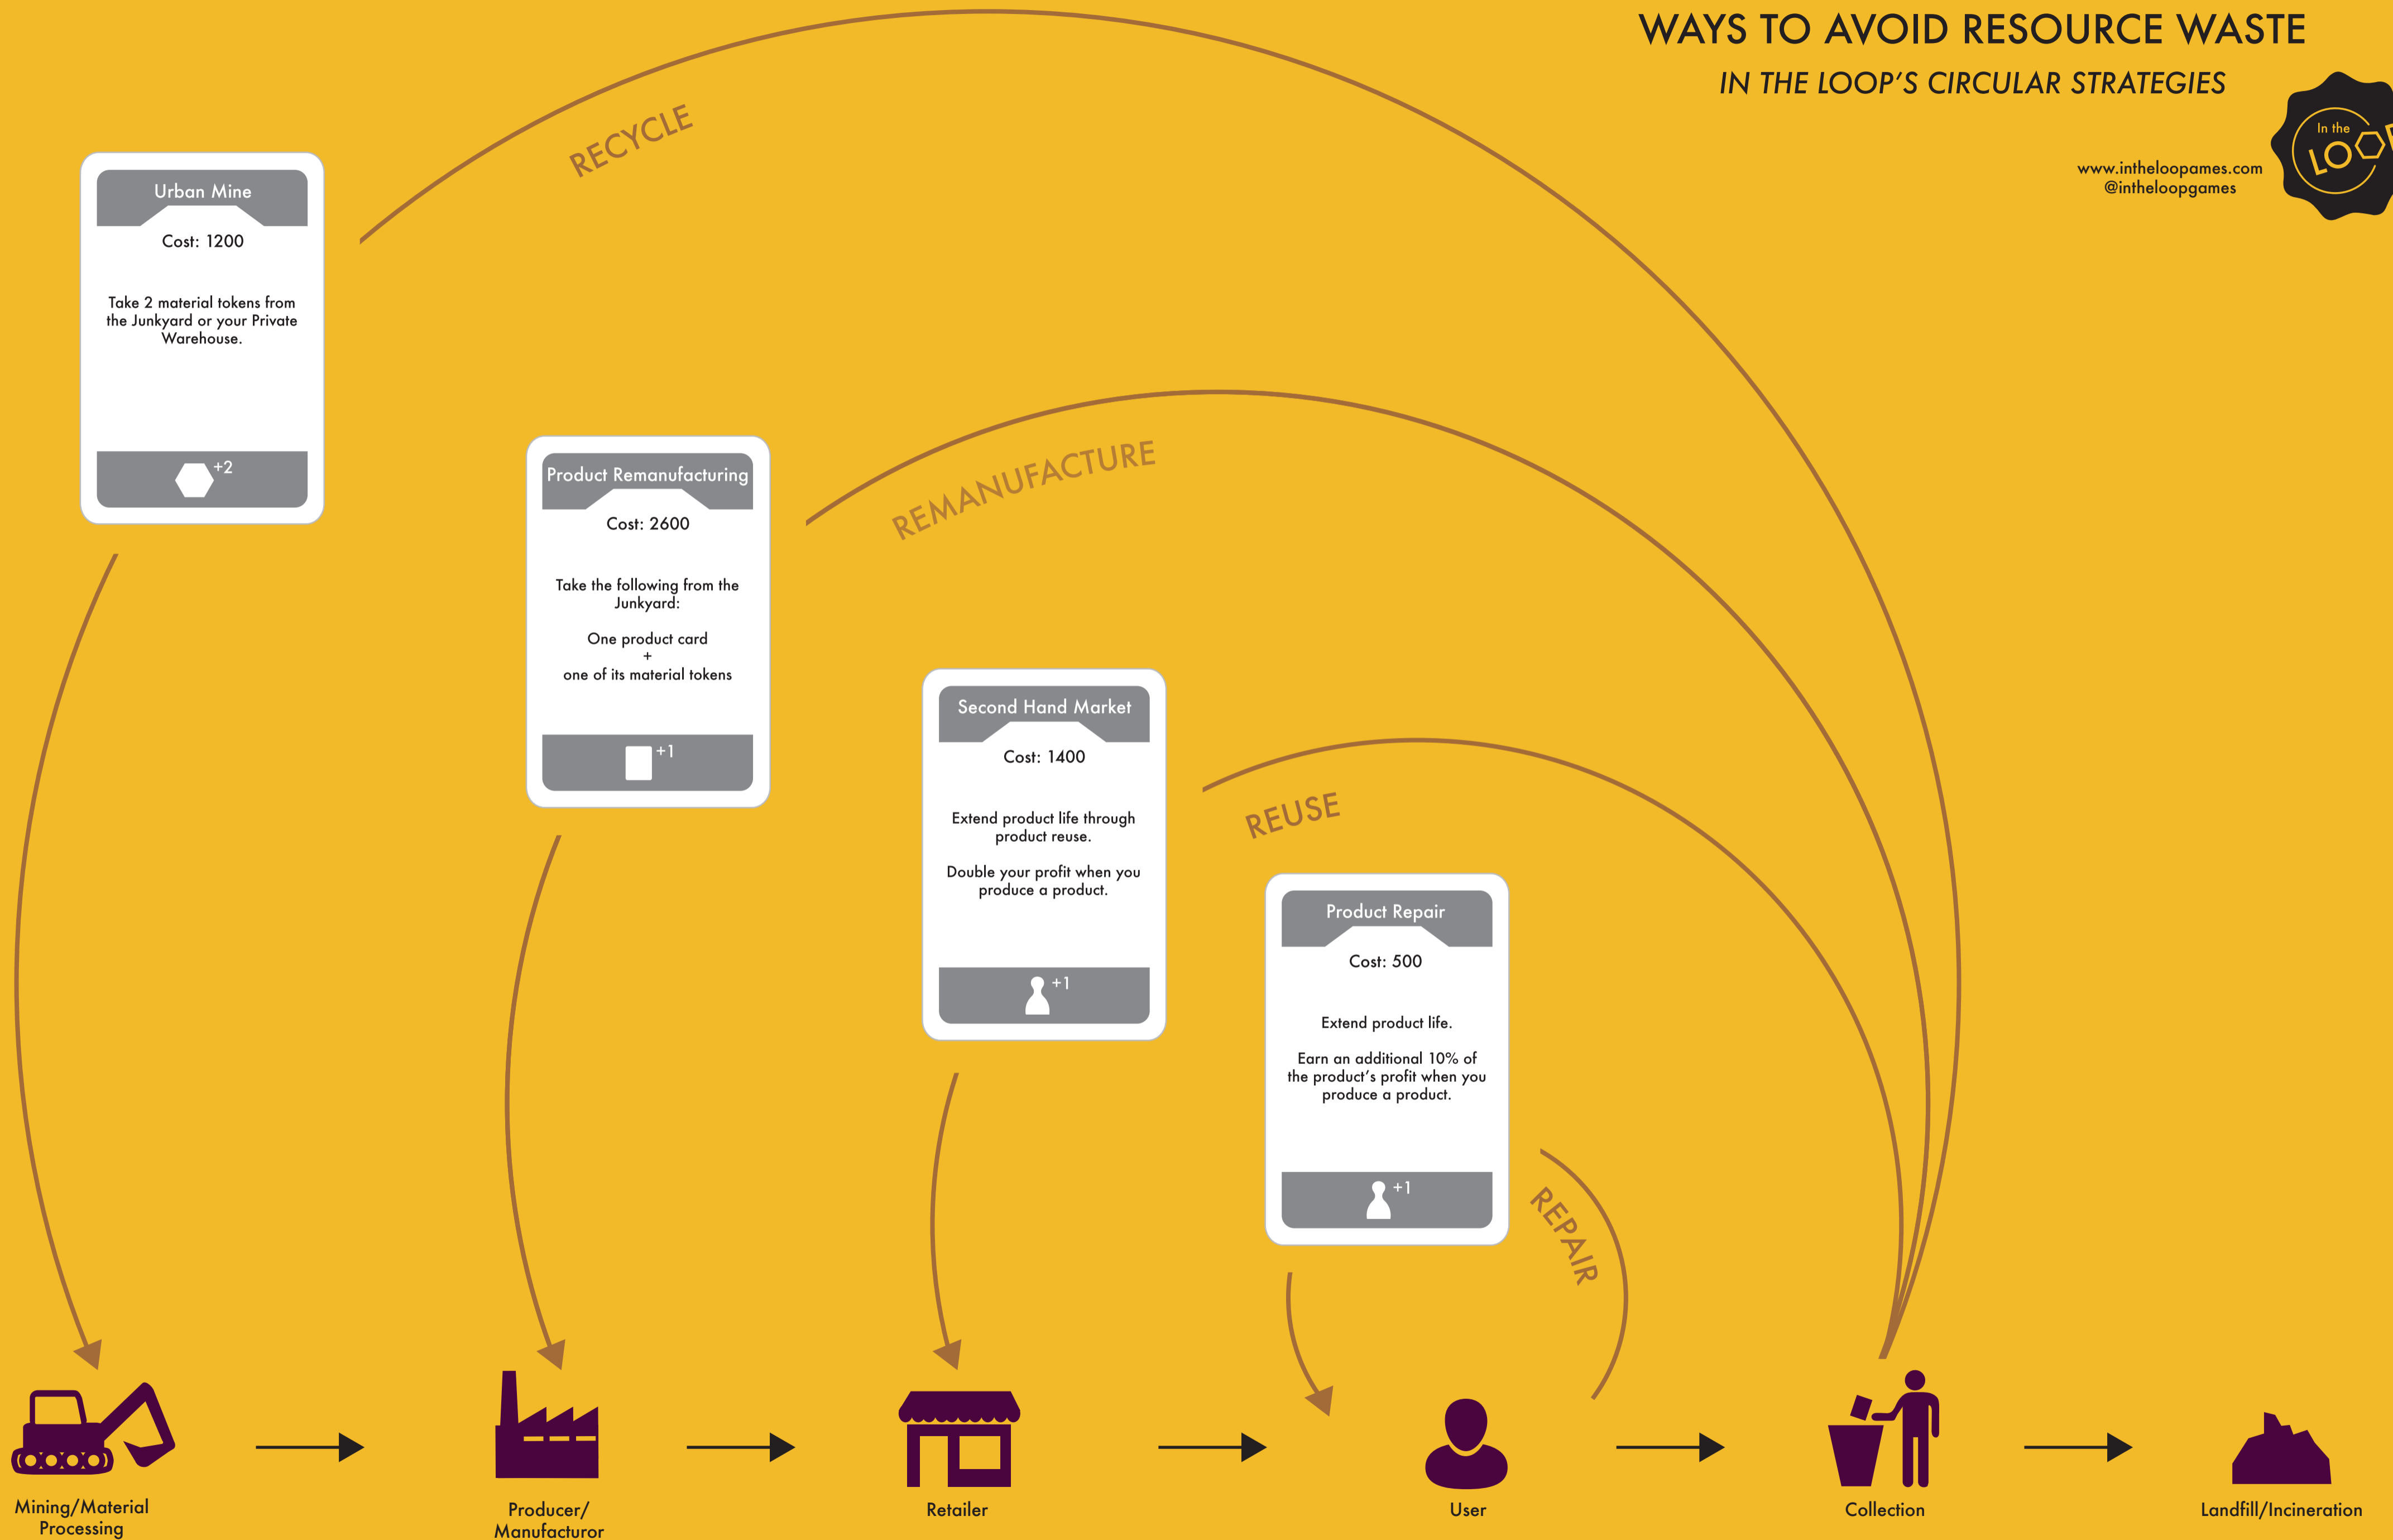 WAYS TO AVOID RESOURCE WASTE
IN THE LOOP'S CIRCULAR STRATEGIES
In the
LOOP
www.intheloopames.com
@intheloopgames
RECYCLE
Urban Mine
Cost: 1200
Take 2 material tokens from
the Junkyard or your Private
Warehouse.
+2
REMANUFACTURE
Product Remanufacturing
Cost: 2600
Take the following from the
Junkyard:
One product card
+
one of its material tokens
+1
REUSE
Second Hand Market
Cost: 1400
Extend product life through
product reuse.
Double your profit when you
produce a product.
+1
REPAIR
Product Repair
Cost: 500
Extend product life.
Earn an additional 10% of
the product's profit when you
produce a product.
+1
Mining/Material
Processing
Producer/
Manufacturor
Retailer
User
Collection
Landfill/Incineration